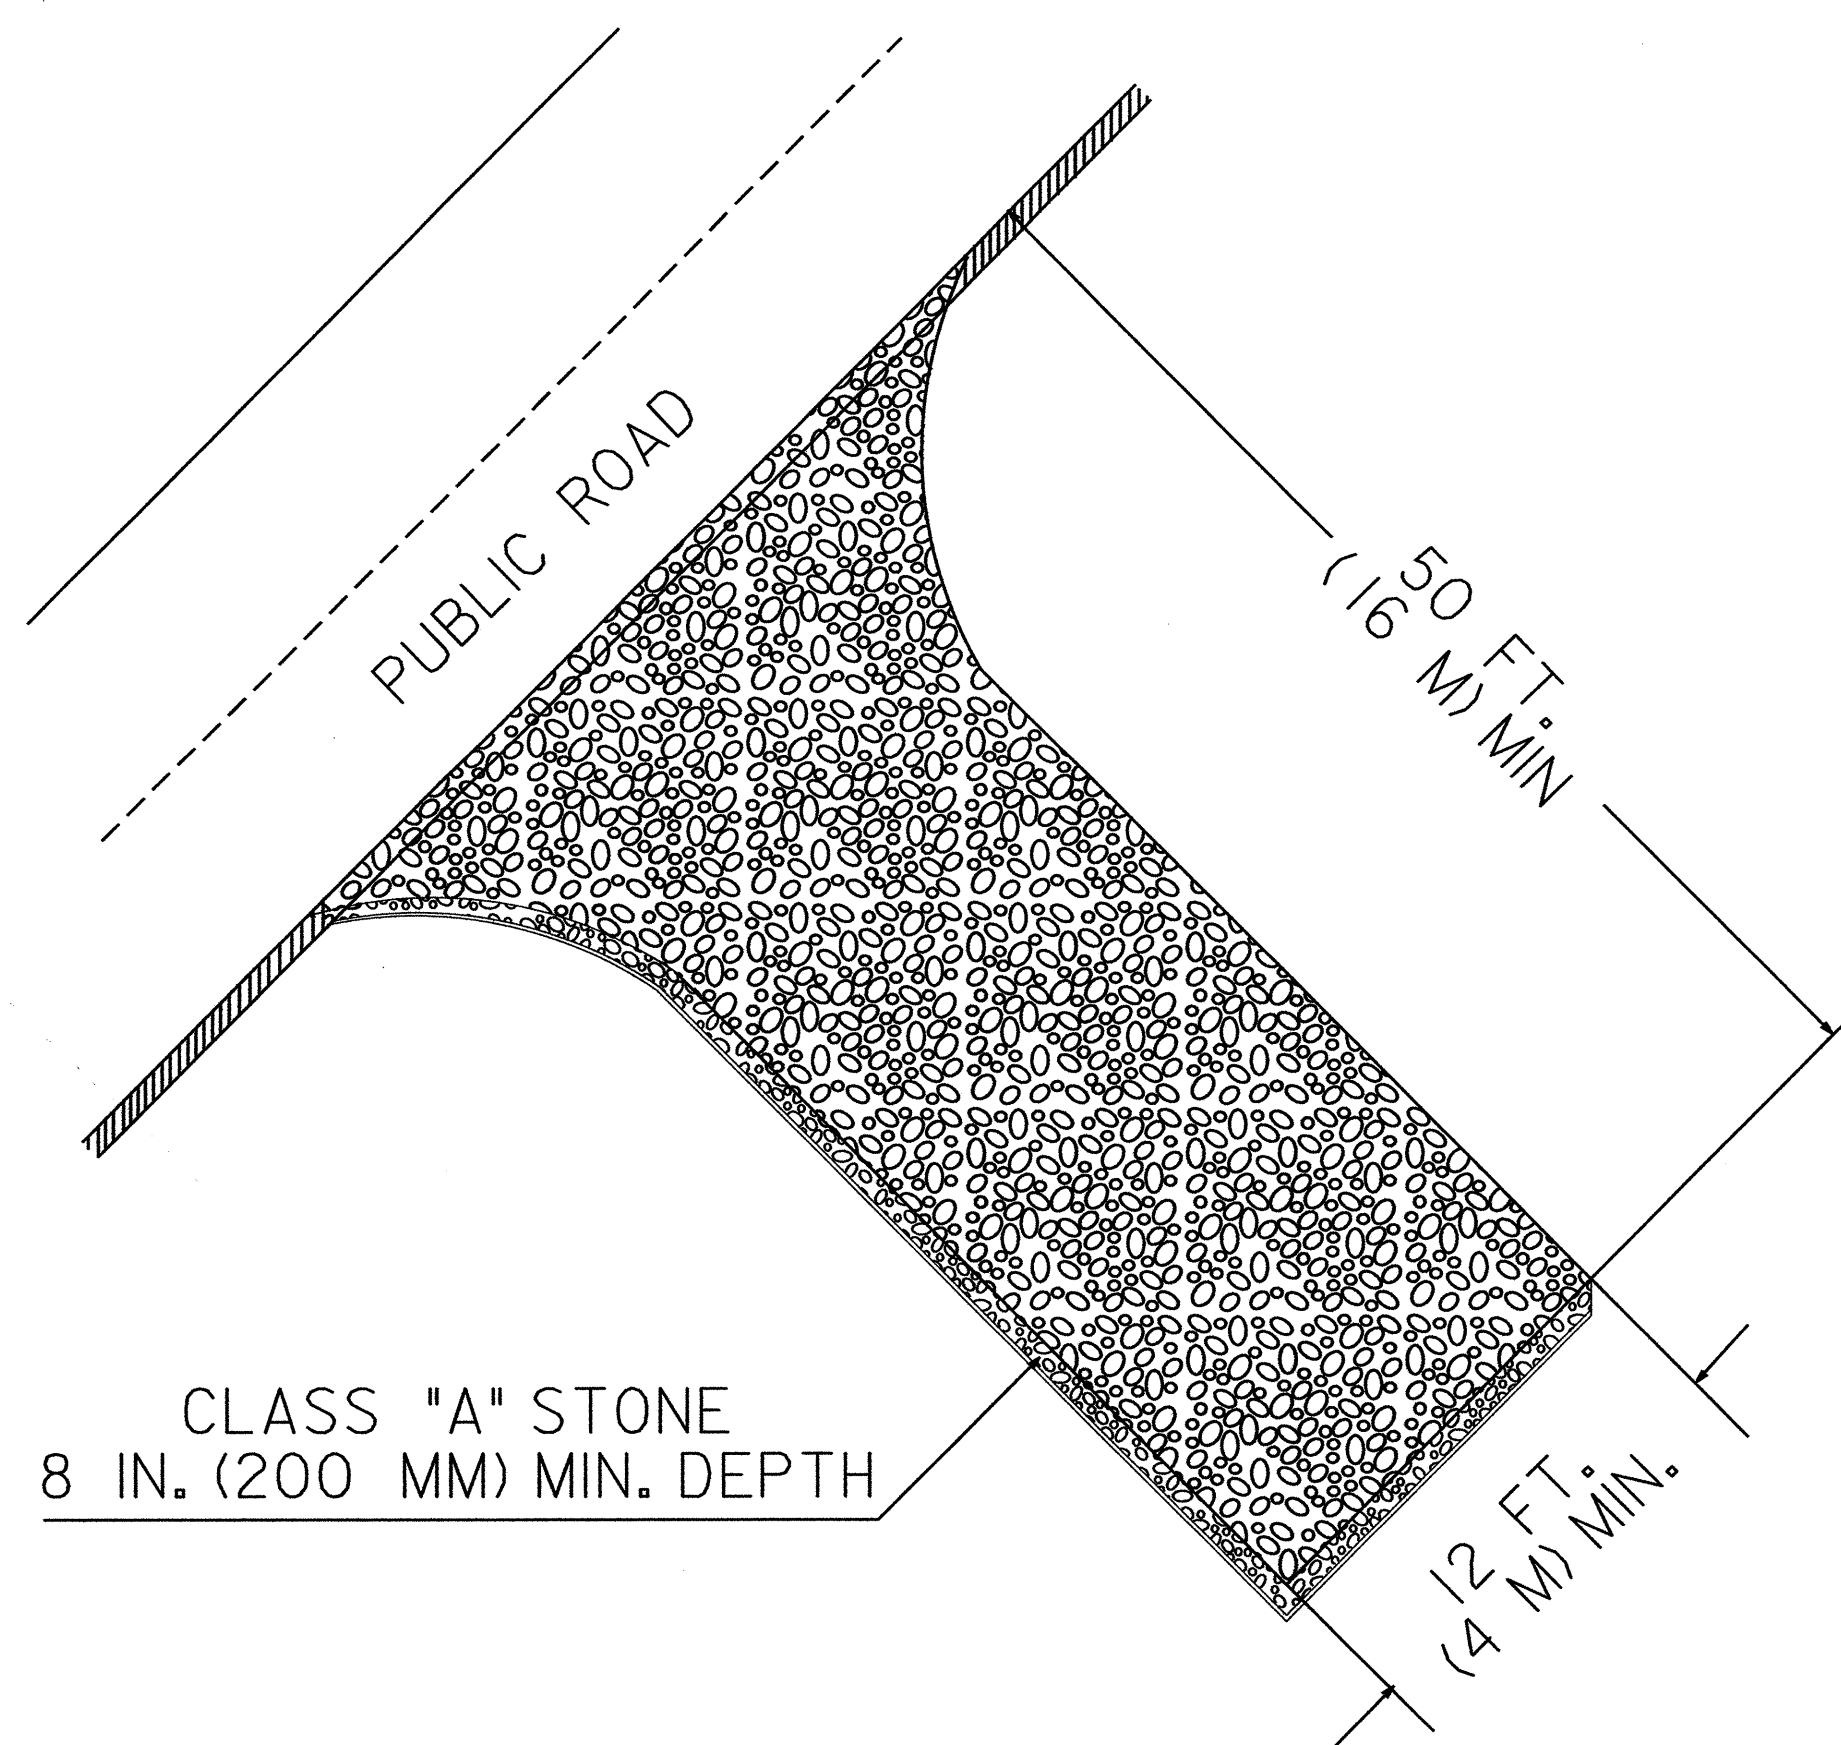 PUBLIC ROAD
50 FT.
(16 M) MIN
CLASS "A" STONE
8 IN. (200 MM) MIN. DEPTH
12 FT.
(4 M) MIN.